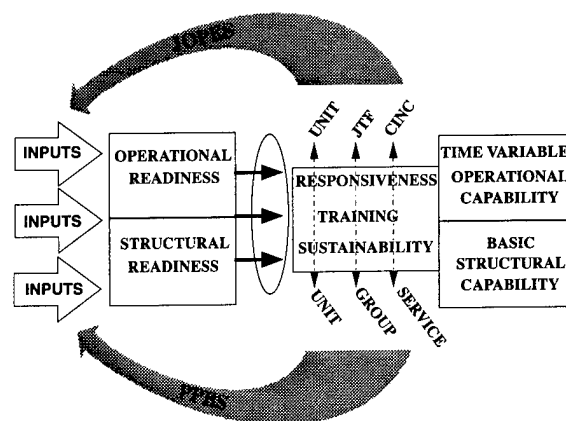 JOPES
UNIT
JTF
CINC
INPUTS
INPUTS
INPUTS
OPERATIONAL
READINESS
STRUCTURAL
READINESS
RESPONSIVENESS
TRAINING
SUSTAINABILITY
TIME VARIABLE
OPERATIONAL
CAPABILITY
BASIC
STRUCTURAL
CAPABILITY
UNIT
GROUP
SERVICE
PPBS